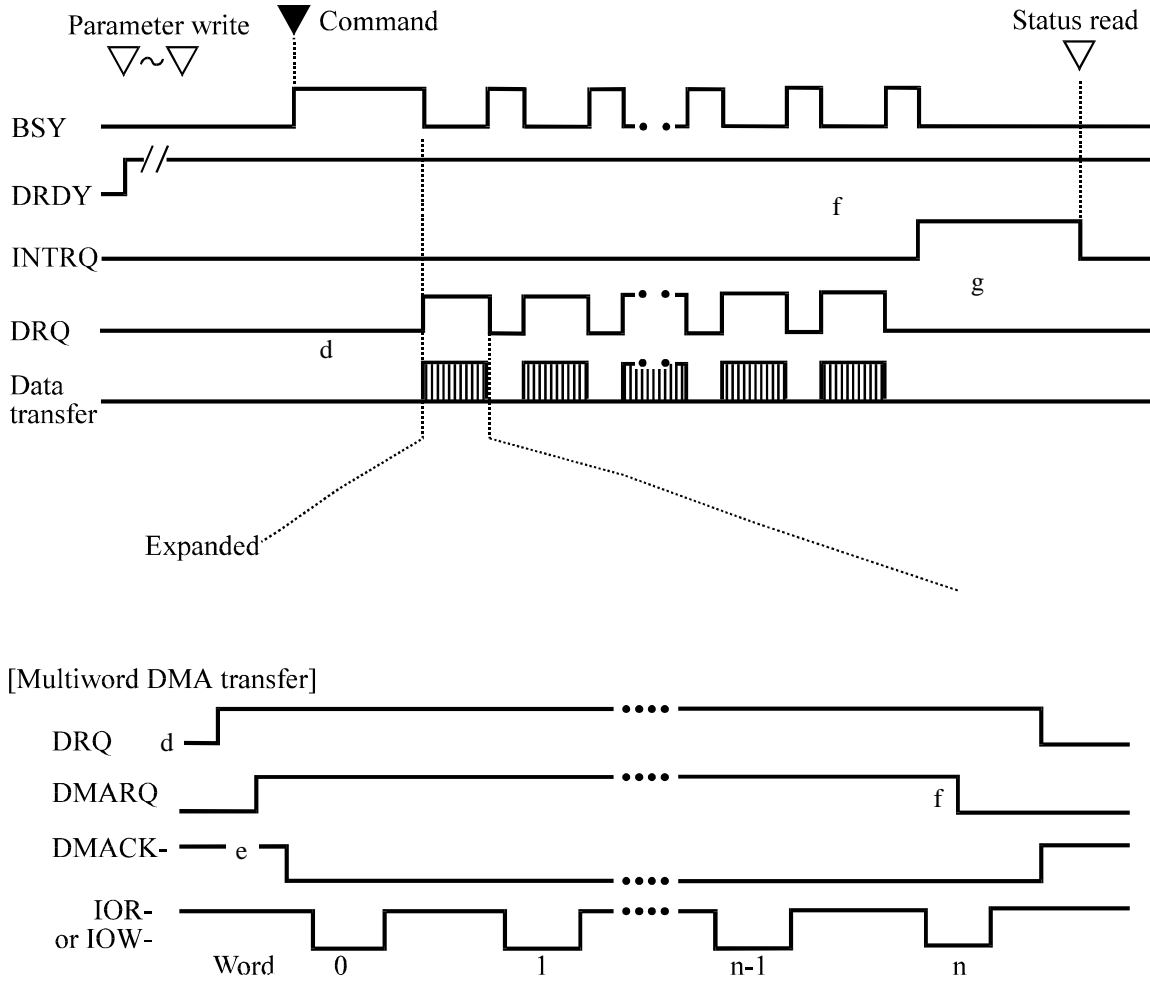 Parameter write
Command
Status read
~
BSY
DRDY
f
INTRQ
g
DRQ
d
Data
transfer
Expanded
[Multiword DMA transfer]
DRQ d
DMARQ f
DMACK- e
IOR-
or IOW-
Word 0 1 n-1 n